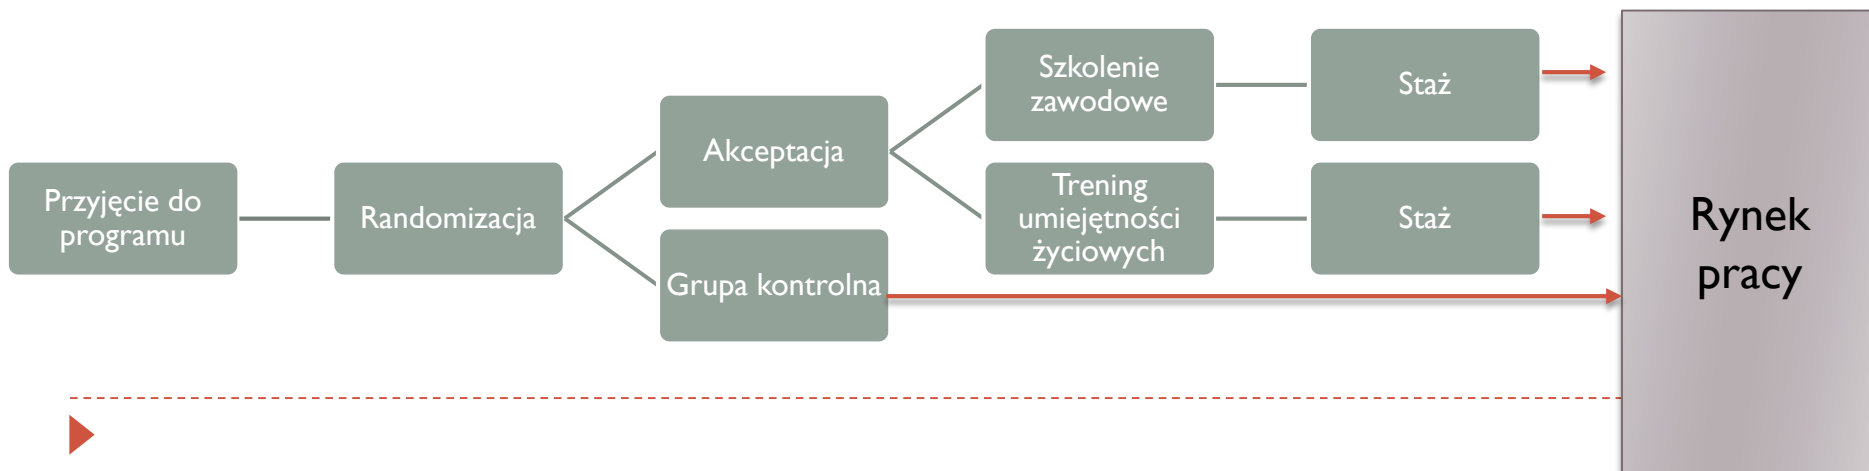 Przyjęcie do
programu
Randomizacja
Akceptacja
Grupa kontrolna
Szkolenie
zawodowe
Staż
Trening
umiejętności
życiowych
Staż
Rynek
pracy